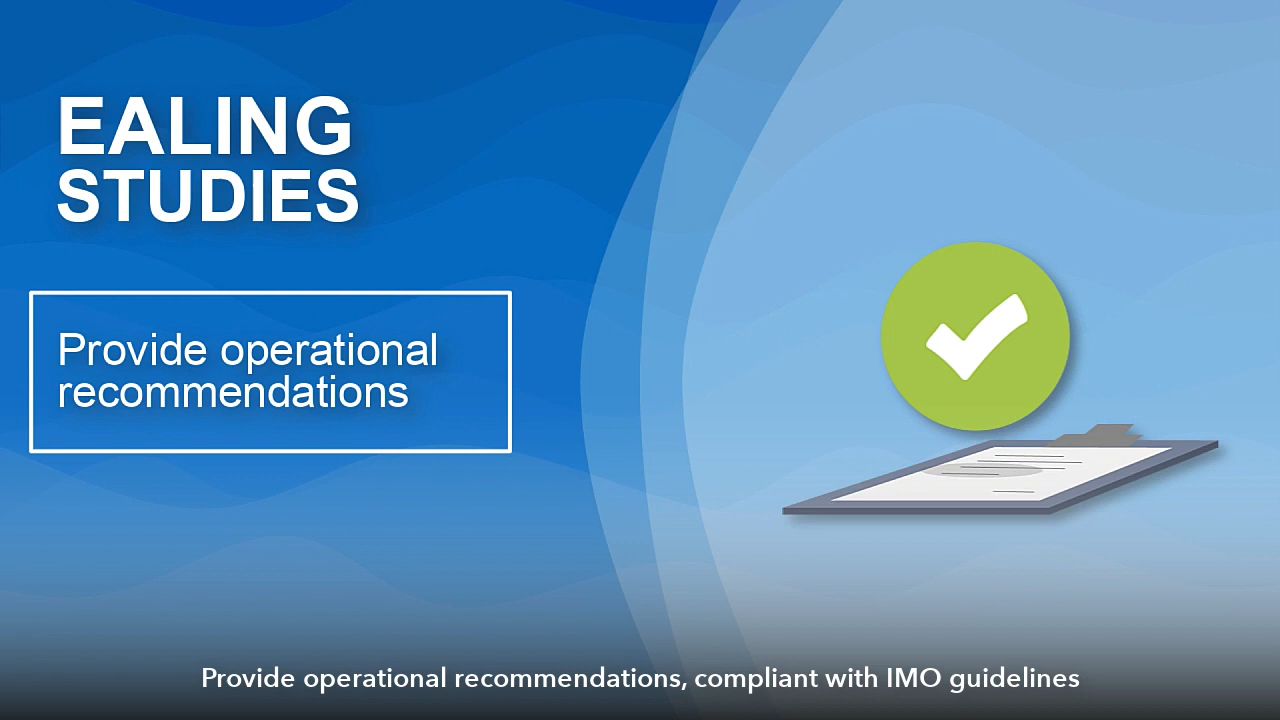 EALING
STUDIES
Provide operational
recommendations
Provide operational recommendations, compliant with IMO guidelines